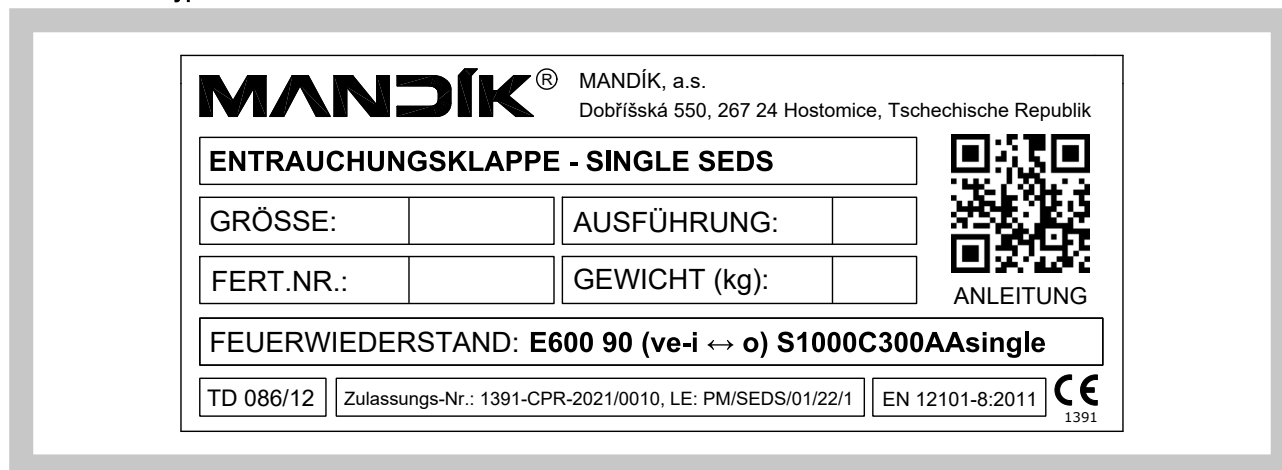 MANDÍK®
MANDÍK, a.s.
Dobříšská 550, 267 24 Hostomice, Tschechische Republik
ENTRAUCHUNGSKLAPPE - SINGLE SEDS
GRÖSSE:
AUSFÜHRUNG:
FERT.NR.:
GEWICHT (kg):
ANLEITUNG
FEUERWIEDERSTAND: E600 90 (ve-i ↔ o) S1000C300AAsingle
TD 086/12
Zulassungs-Nr.: 1391-CPR-2021/0010, LE: PM/SEDS/01/22/1
EN 12101-8:2011
CE
1391